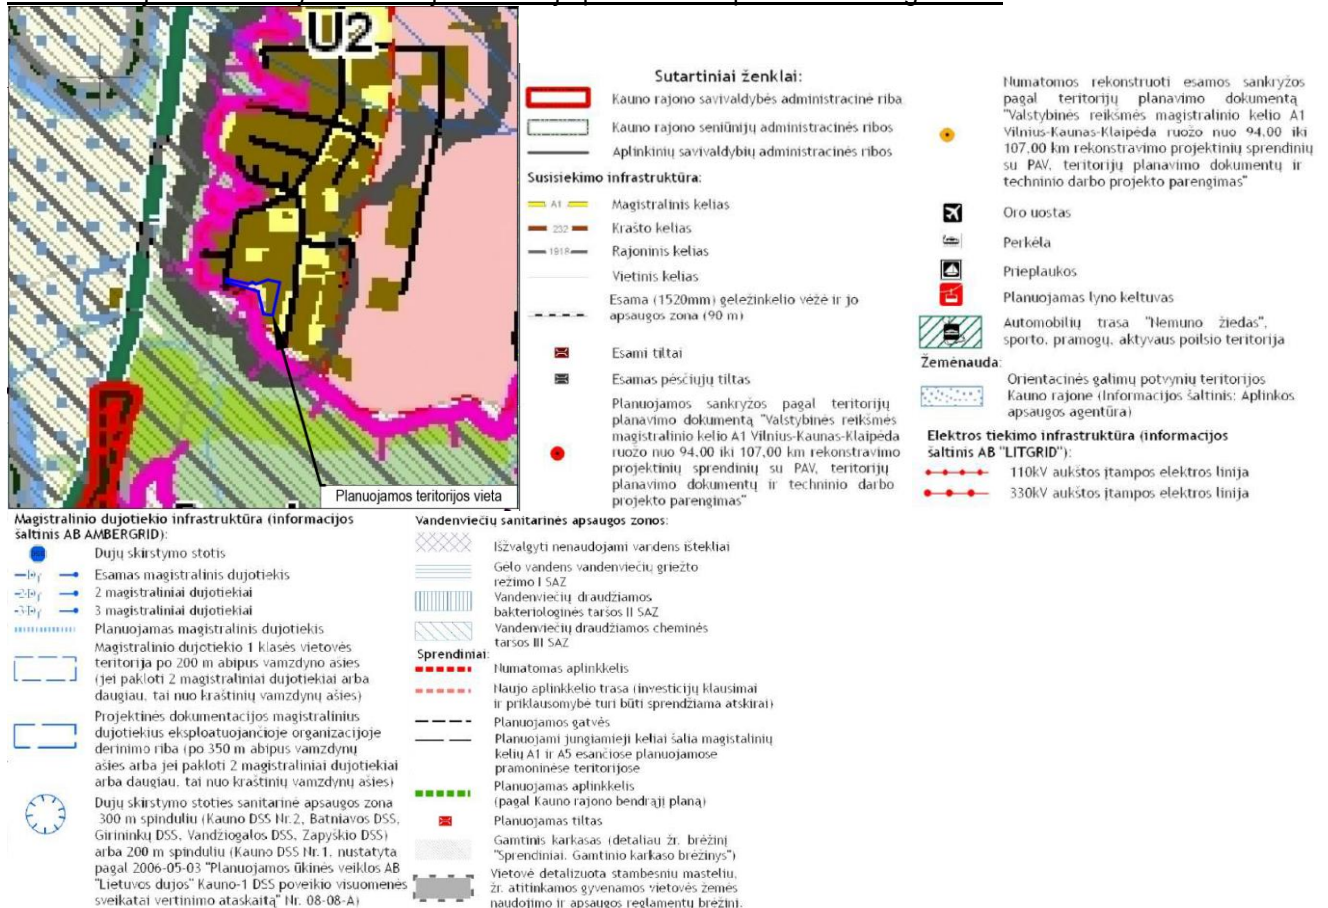 U2
Planuojamos teritorijos vieta
Sutartiniai ženklai:
Kauno rajono savivaldybės administracinė riba
Kauno rajono seniūnijų administracinės ribos
Aplinkinių savivaldybių administracinės ribos
Susisiekimo infrastruktūra:
A1 Magistralinis kelias
232 Krašto kelias
1918 Rajoninis kelias
Vietinis kelias
Esama (1520mm) geležinkelio vėžė ir jo
apsaugos zona (90 m)
Esami tiltai
Esamas pėsčiųjų tiltas
Planuojamos sankryžos pagal teritorijų
planavimo dokumentą "Valstybinės reikšmės
magistralinio kelio A1 Vilnius-Kaunas-Klaipėda
ruožo nuo 94,00 iki 107,00 km rekonstravimo
projektinių sprendinių su PAV, teritorijų
planavimo dokumentų ir techninio darbo
projekto parengimas"
Numatomos rekonstruoti esamos sankryžos
pagal teritorijų planavimo dokumentą
"Valstybinės reikšmės magistralinio kelio A1
Vilnius-Kaunas-Klaipėda ruožo nuo 94,00 iki
107,00 km rekonstravimo projektinių sprendinių
su PAV, teritorijų planavimo dokumentų ir
techninio darbo projekto parengimas"
Oro uostas
Perkėla
Prieplaukos
Planuojamas lyno keltuvas
Automobilių trasa "Nemuno žiedas",
sporto, pramogų, aktyvaus poilsio teritorija
Žemėnauda:
Orientacinės galimų potvynių teritorijos
Kauno rajone (Informacijos šaltinis: Aplinkos
apsaugos agentūra)
Elektros tiekimo infrastruktūra (informacijos
šaltinis AB "LITGRID"):
110kV aukštos įtampos elektros linija
330kV aukštos įtampos elektros linija
Magistralinio dujotiekio infrastruktūra (informacijos
šaltinis AB AMBERGRID):
Dujų skirstymo stotis
Esamas magistralinis dujotiekis
2 magistraliniai dujotiekiai
3 magistraliniai dujotiekiai
Planuojamas magistralinis dujotiekis
Magistralinio dujotiekio 1 klasės vietovės
teritorija po 200 m abipus vamzdyno ašies
(jei pakloti 2 magistraliniai dujotiekiai arba
daugiau, tai nuo kraštinių vamzdynų ašies)
Projektinės dokumentacijos magistralinius
dujotiekius eksploatuojančioje organizacijoje
derinimo riba (po 350 m abipus vamzdynų
ašies arba jei pakloti 2 magistraliniai dujotiekiai
arba daugiau, tai nuo kraštinių vamzdynų ašies)
Dujų skirstymo stoties sanitarinė apsaugos zona
300 m spinduliu (Kauno DSS Nr.2, Batniavos DSS,
Girininkų DSS, Vandžiogalos DSS, Zapyškio DSS)
arba 200 m spinduliu (Kauno DSS Nr.1. nustatyta
pagal 2006-05-03 "Planuojamos ūkinės veiklos AB
"Lietuvos dujos" Kauno-1 DSS poveikio visuomenės
sveikatai vertinimo ataskaitą" Nr. 08-08-A)
Vandenviečių sanitarinės apsaugos zonos:
Išžvalgyti nenaudojami vandens ištekliai
Gėlo vandens vandenviečių griežto
režimo I SAZ
Vandenviečių draudžiamos
bakteriologinės taršos II SAZ
Vandenviečių draudžiamos cheminės
taršos III SAZ
Sprendiniai:
Numatomas aplinkkelis
Naujo aplinkkelio trasa (investicijų klausimai
ir priklausomybė turi būti sprendžiama atskirai)
Planuojamos gatvės
Planuojami jungiamieji keliai šalia magistalinių
kelių A1 ir A5 esančiose planuojamose
pramoninėse teritorijose
Planuojamas aplinkkelis
(pagal Kauno rajono bendrąjį planą)
Planuojamas tiltas
Gamtinis karkasas (detaliau žr. brėžinį
"Sprendiniai. Gamtinio karkaso brėžinys")
Vietovė detalizuota stambesniu masteliu,
žr. atitinkamos gyvenamos vietovės žemės
naudojimo ir apsaugos reglamentų brėžinį.